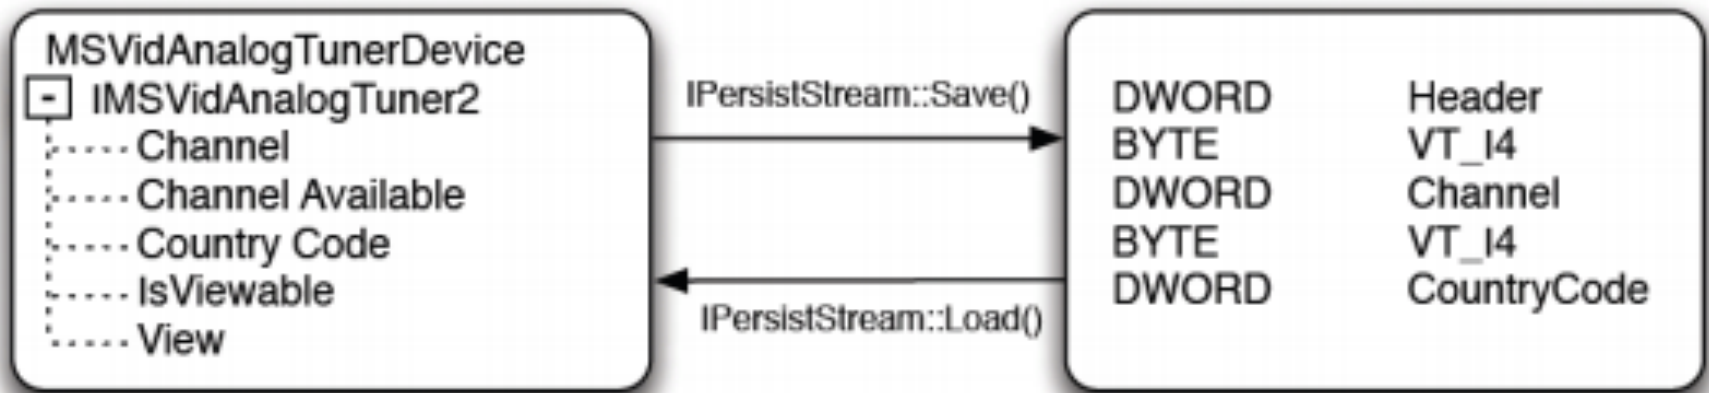 MSVidAnalogTunerDevice
- IMSVidAnalogTuner2
Channel
Channel Available
Country Code
IsViewable
View
IPersistStream::Save()
IPersistStream::Load()
DWORD Header
BYTE VT_I4
DWORD Channel
BYTE VT_I4
DWORD CountryCode